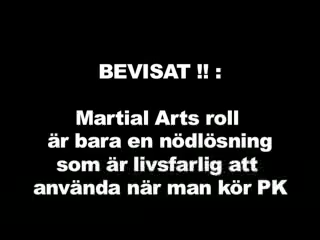 BEVISAT !! :
Martial Arts roll
är bara en nödlösning
som är livsfarlig att
använda när man kör PK